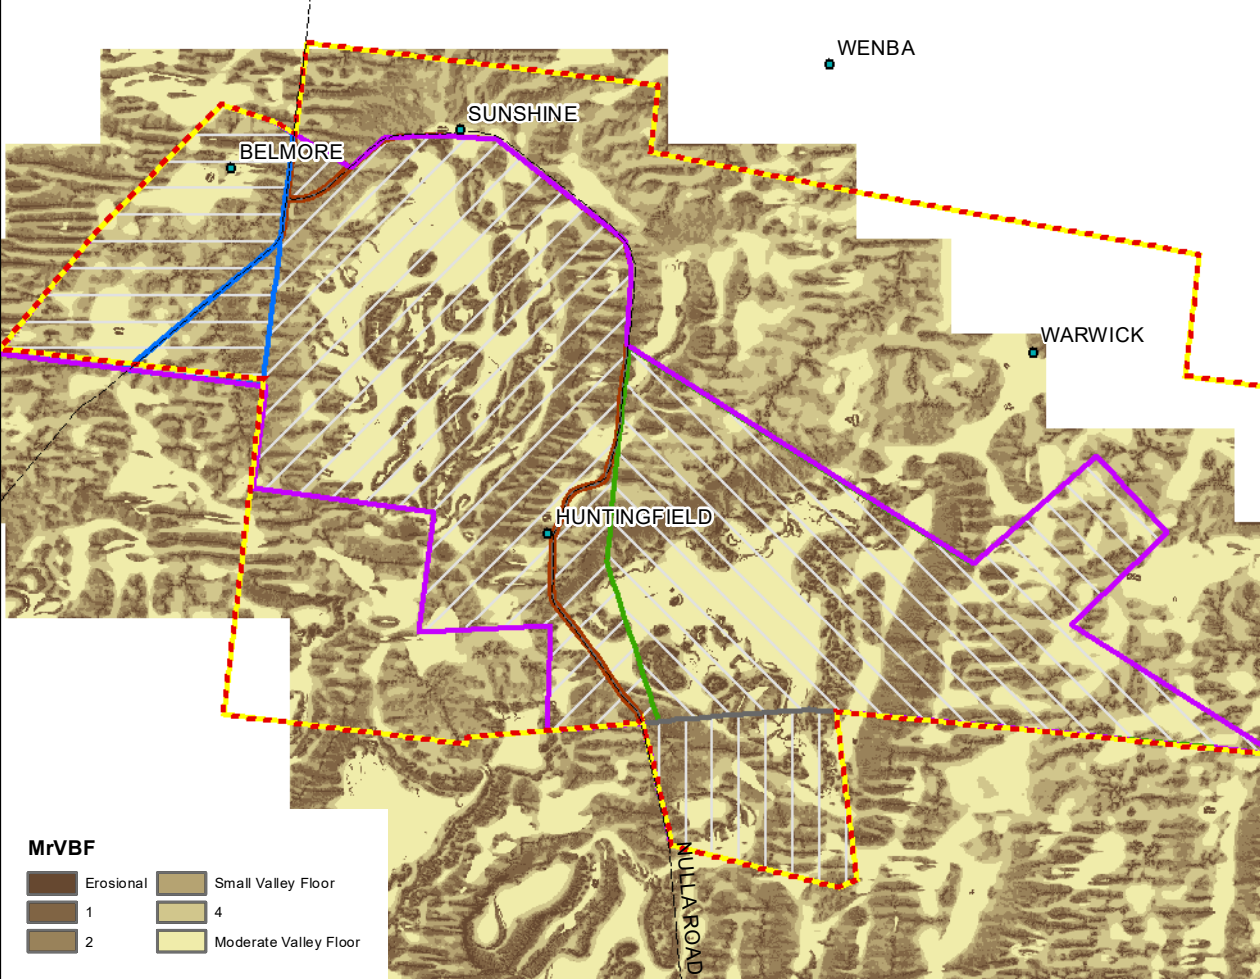 WENBA
SUNSHINE
BELMORE
WARWICK
HUNTINGFIELD
NULLA ROAD
MrVBF
Erosional
Small Valley Floor
1
4
2
Moderate Valley Floor